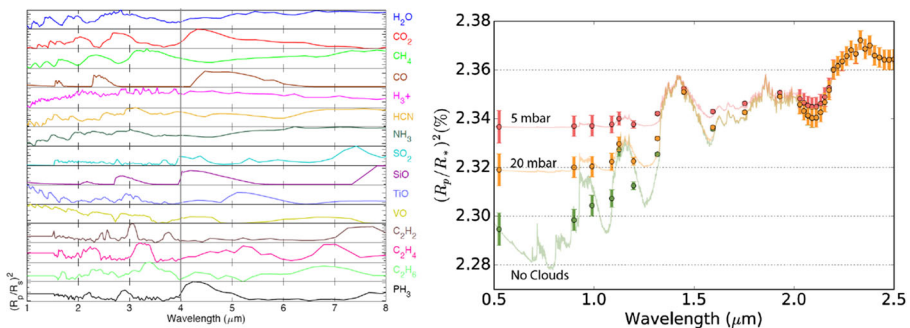 H₂O
CO₂
CH₄
CO
H₃+
HCN
NH₃
SO₂
SiO
TiO
VO
C₂H₂
C₂H₄
C₂H₆
PH₃
(Rp/Rs)²
1 2 3 4 5 6 7 8
Wavelength (μm)
2.38
2.36
2.34
2.32
2.30
2.28
(Rp/R*)²(%)
5 mbar
20 mbar
No Clouds
0.5 1.0 1.5 2.0 2.5
Wavelength (μm)